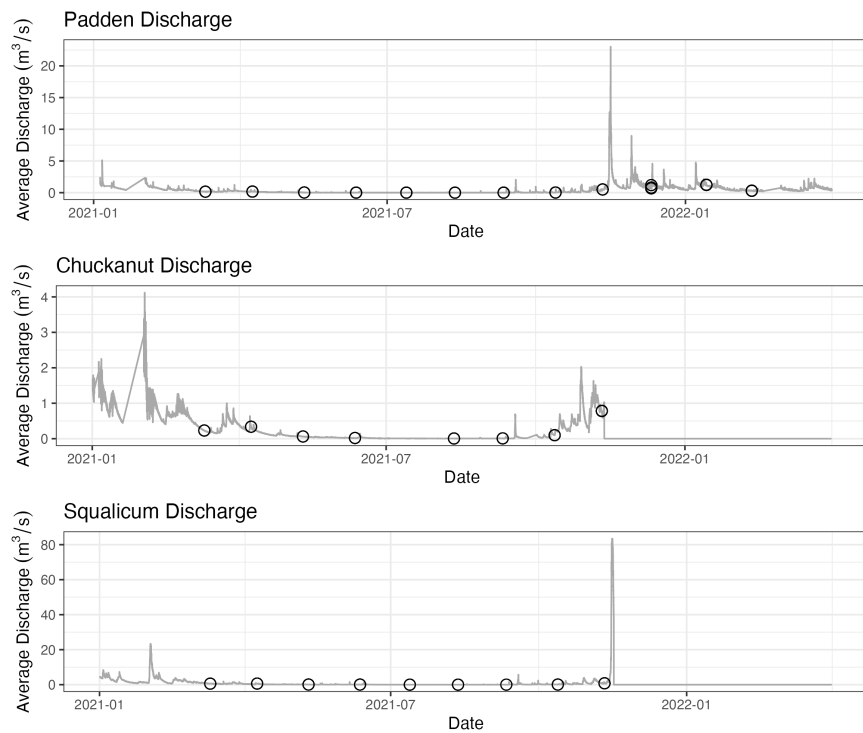 Padden Discharge
Average Discharge (m³/s)
20
15
10
5
0
2021-01
2021-07
2022-01
Date
Chuckanut Discharge
Average Discharge (m³/s)
4
3
2
1
0
2021-01
2021-07
2022-01
Date
Squalicum Discharge
Average Discharge (m³/s)
80
60
40
20
0
2021-01
2021-07
2022-01
Date